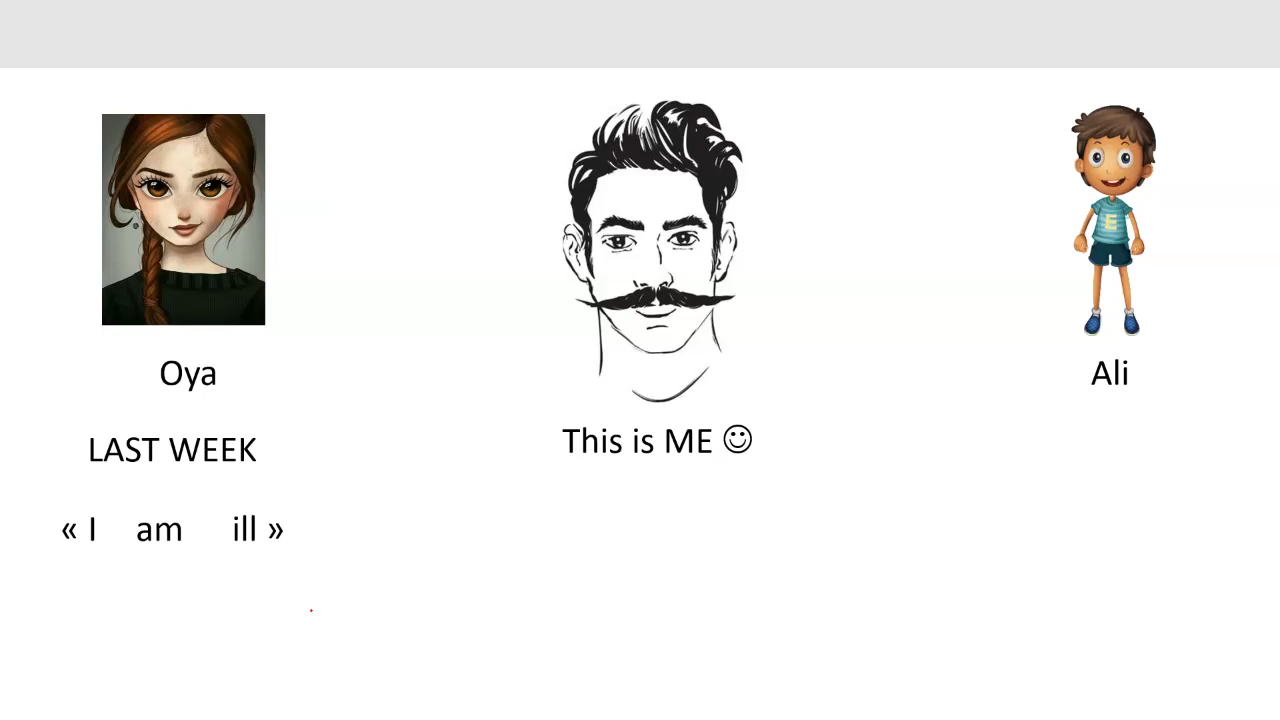 E
Oya
Ali
LAST WEEK
This is ME ☺
« I am ill »